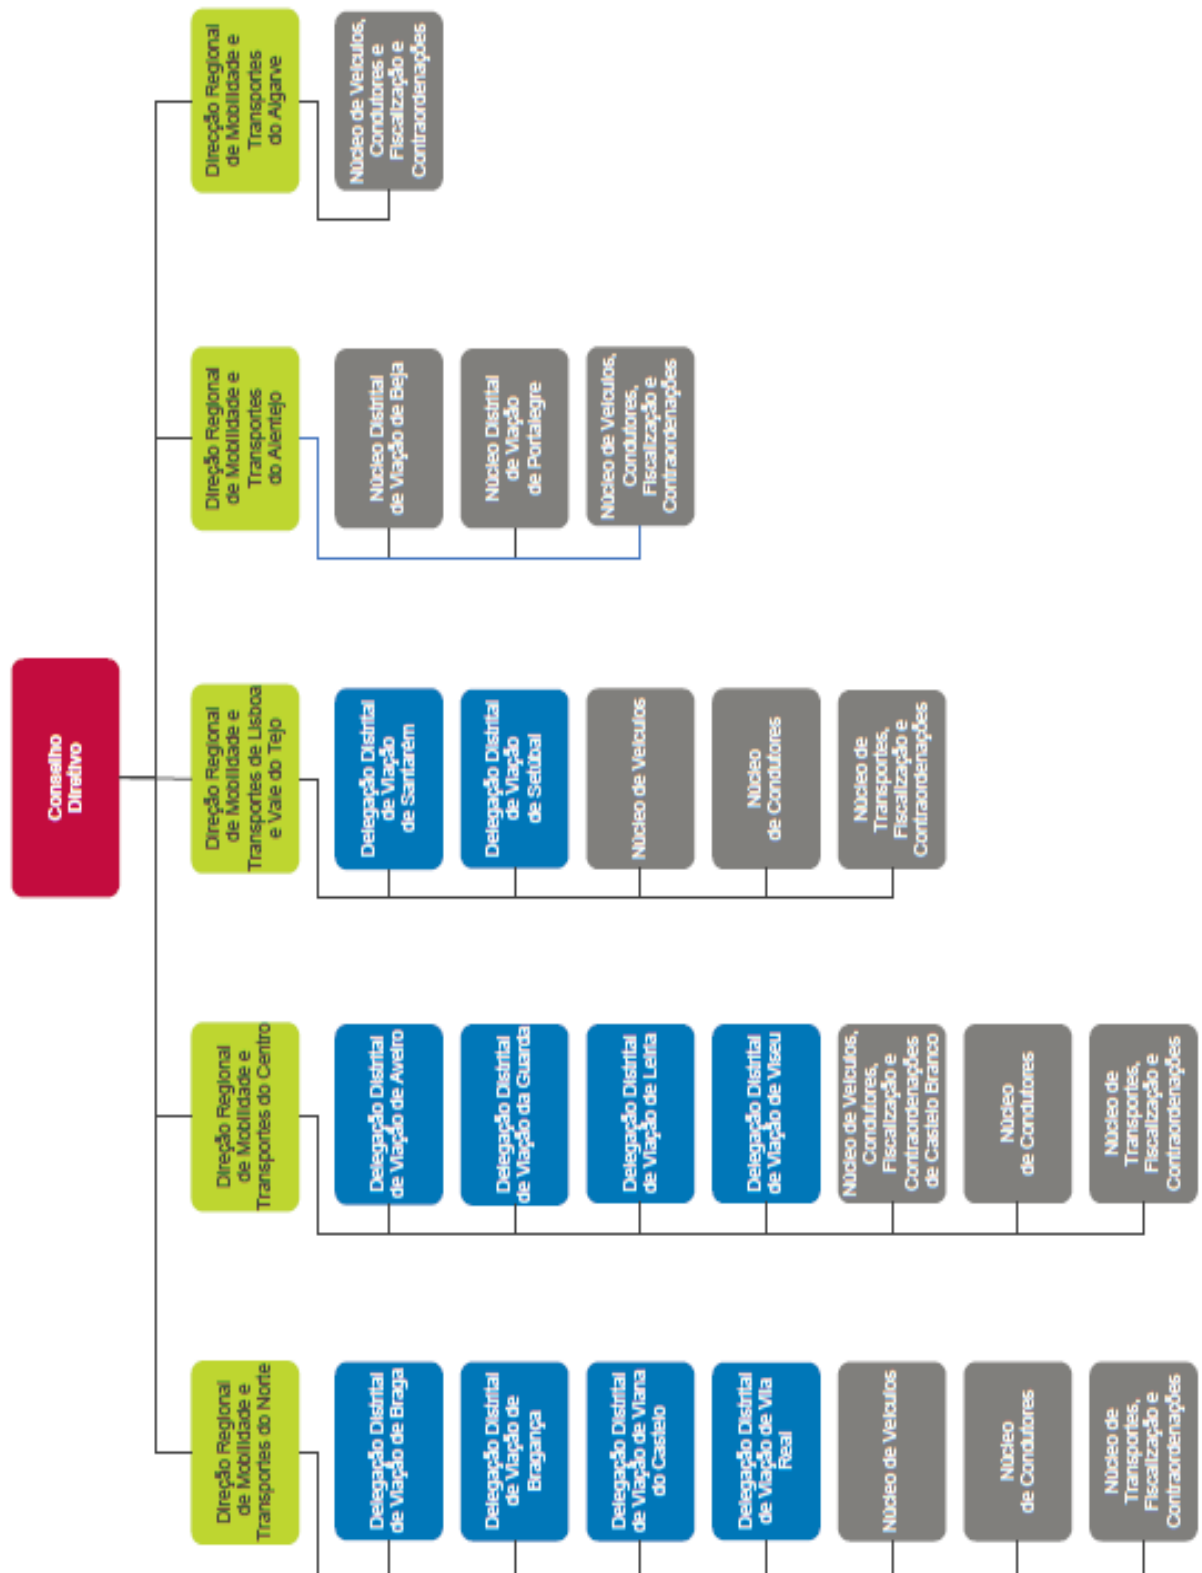 Conselho
Diretivo
Direção Regional
de Mobilidade e
Transportes do Norte
Delegação Distrital
de Viação de Braga
Delegação Distrital
de Viação de
Bragança
Delegação Distrital
de Viação de Viana
do Castelo
Delegação Distrital
de Viação de Vila
Real
Núcleo de Veículos
Núcleo
de Condutores
Núcleo de
Transportes,
Fiscalização e
Contraordenações
Direção Regional
de Mobilidade e
Transportes do Centro
Delegação Distrital
de Viação de Aveiro
Delegação Distrital
de Viação da Guarda
Delegação Distrital
de Viação de Leiria
Delegação Distrital
de Viação de Viseu
Núcleo de Veículos,
Condutores,
Fiscalização e
Contraordenações
de Castelo Branco
Núcleo
de Condutores
Núcleo de
Transportes,
Fiscalização e
Contraordenações
Direção Regional
de Mobilidade e
Transportes de Lisboa
e Vale do Tejo
Delegação Distrital
de Viação
de Santarém
Delegação Distrital
de Viação
de Setúbal
Núcleo de Veículos
Núcleo
de Condutores
Núcleo de
Transportes,
Fiscalização e
Contraordenações
Direção Regional
de Mobilidade e
Transportes
do Alentejo
Núcleo Distrital
de Viação de Beja
Núcleo Distrital
de Viação
de Portalegre
Núcleo de Veículos,
Condutores,
Fiscalização e
Contraordenações
Direcção Regional
de Mobilidade e
Transportes
do Algarve
Núcleo de Veículos,
Condutores e
Fiscalização e
Contraordenações